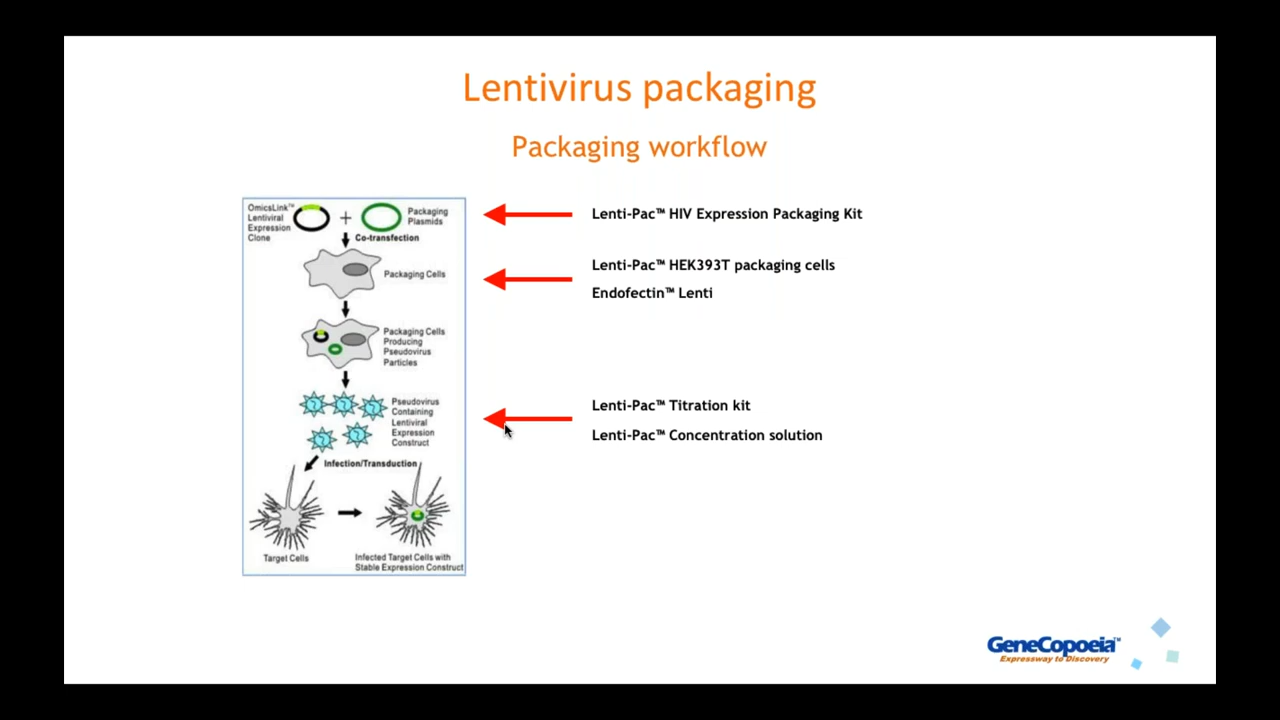 Lentivirus packaging
Packaging workflow
OmicsLink™
Lentiviral
Expression
Clone
+
Packaging
Plasmids
Co-transfection
Packaging Cells
Packaging Cells
Producing
Pseudovirus
Particles
Pseudovirus
Containing
Lentiviral
Expression
Construct
Infection/Transduction
Target Cells
Infected Target Cells with
Stable Expression Construct
Lenti-Pac™ HIV Expression Packaging Kit
Lenti-Pac™ HEK393T packaging cells
Endofectin™ Lenti
Lenti-Pac™ Titration kit
Lenti-Pac™ Concentration solution
GeneCopoeia™
Expressway to Discovery